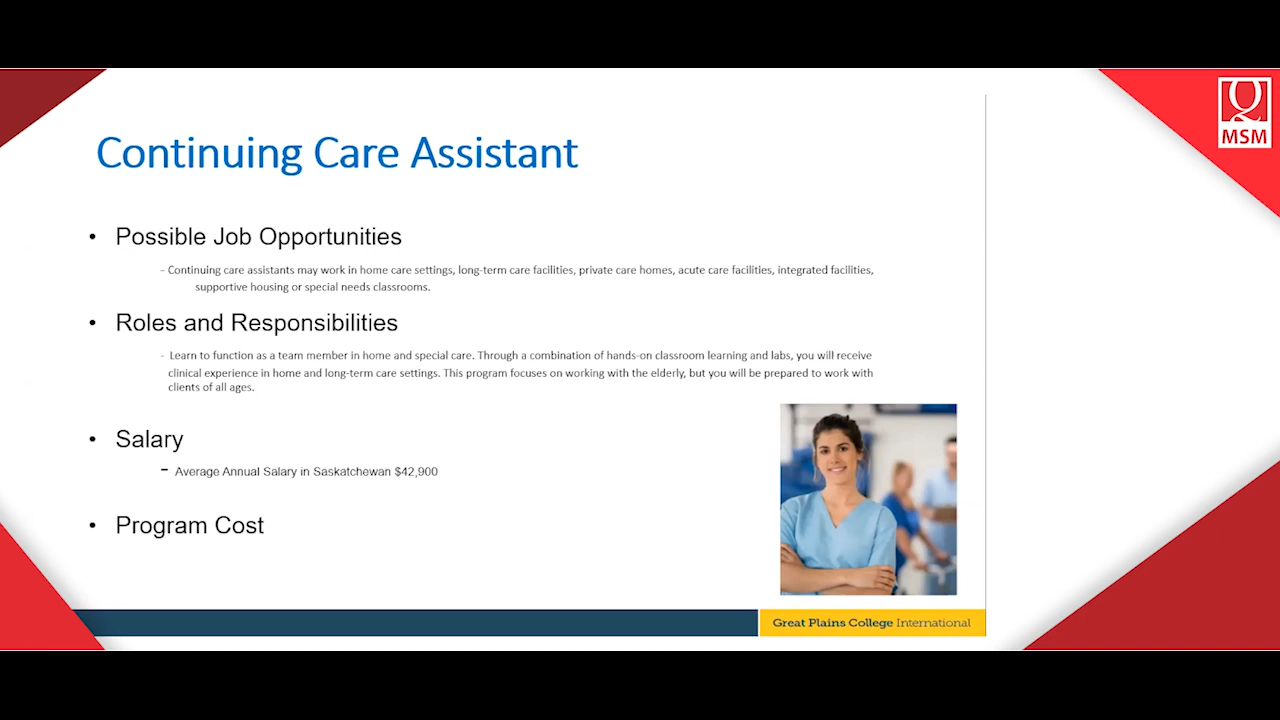 Q
MSM
Continuing Care Assistant
• Possible Job Opportunities
- Continuing care assistants may work in home care settings, long-term care facilities, private care homes, acute care facilities, integrated facilities,
supportive housing or special needs classrooms.
• Roles and Responsibilities
- Learn to function as a team member in home and special care. Through a combination of hands-on classroom learning and labs, you will receive
clinical experience in home and long-term care settings. This program focuses on working with the elderly, but you will be prepared to work with
clients of all ages.
• Salary
- Average Annual Salary in Saskatchewan $42,900
• Program Cost
Great Plains College International